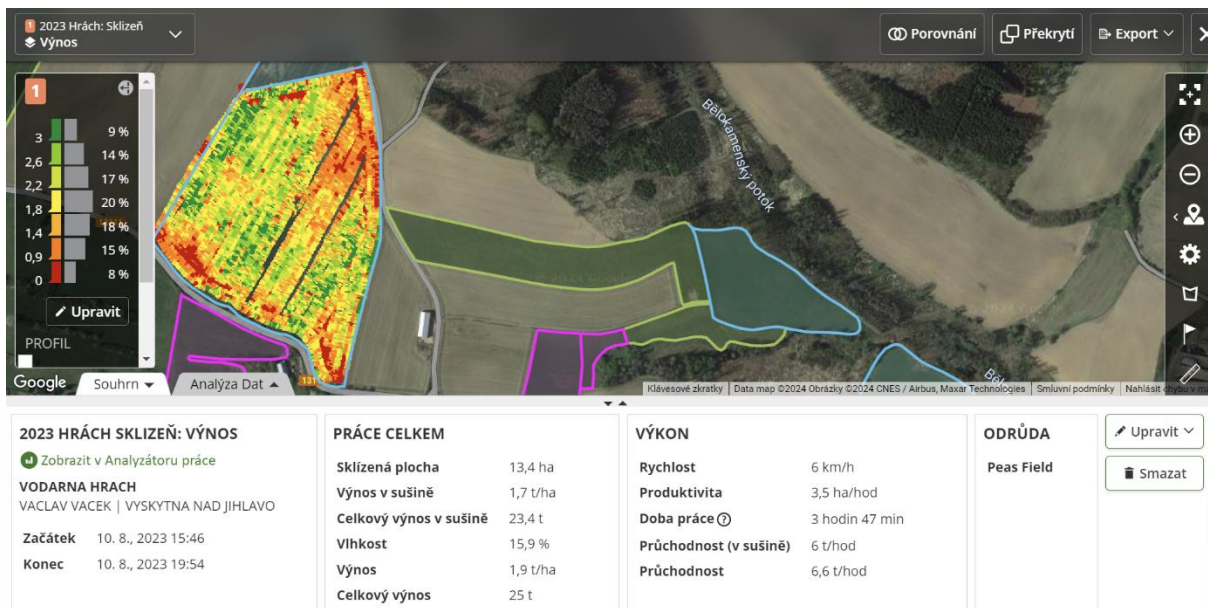 1 2023 Hrách: Sklizeň
Výnos
Porovnání
Překrytí
Export
1
3
9 %
2,6
14 %
2,2
17 %
1,8
20 %
1,4
18 %
0,9
15 %
0
8 %
Upravit
PROFIL
Bělokamenský potok
131
Google
Souhrn
Analýza Dat
Klávesové zkratky
Data map ©2024 Obrázky ©2024 CNES / Airbus, Maxar Technologies
Smluvní podmínky
Nahlásit chybu v m
2023 HRÁCH SKLIZEŇ: VÝNOS
Zobrazit v Analyzátoru práce
VODARNA HRACH
VACLAV VACEK | VYSKYTNA NAD JIHLAVO
Začátek 10. 8., 2023 15:46
Konec 10. 8., 2023 19:54
PRÁCE CELKEM
Sklízená plocha 13,4 ha
Výnos v sušině 1,7 t/ha
Celkový výnos v sušině 23,4 t
Vlhkost 15,9 %
Výnos 1,9 t/ha
Celkový výnos 25 t
VÝKON
Rychlost 6 km/h
Produktivita 3,5 ha/hod
Doba práce ? 3 hodin 47 min
Průchodnost (v sušině) 6 t/hod
Průchodnost 6,6 t/hod
ODRŮDA
Peas Field
Upravit
Smazat